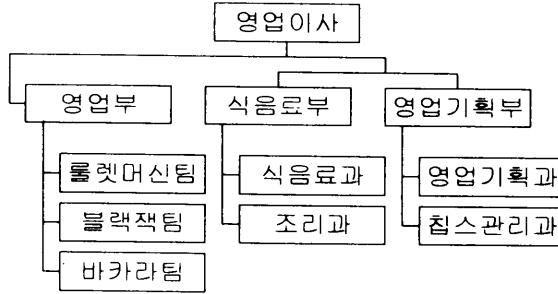 영업이사
영업부
식음료부
영업기획부
룰렛머신팀
식음료과
영업기획과
블랙잭팀
조리과
칩스관리과
바카라팀